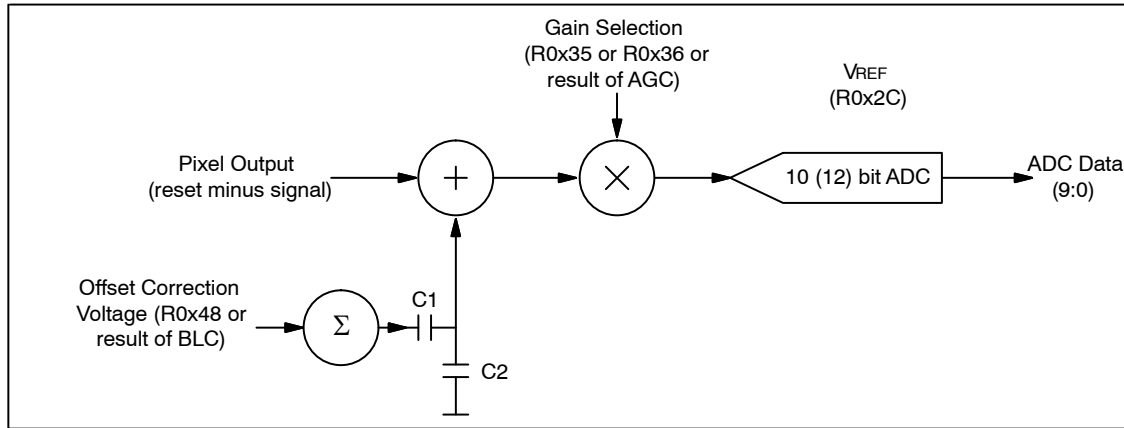 Gain Selection
(R0x35 or R0x36 or
result of AGC)
VREF
(R0x2C)
Pixel Output
(reset minus signal)
+
×
10 (12) bit ADC
ADC Data
(9:0)
Offset Correction
Voltage (R0x48 or
result of BLC)
Σ
C1
C2